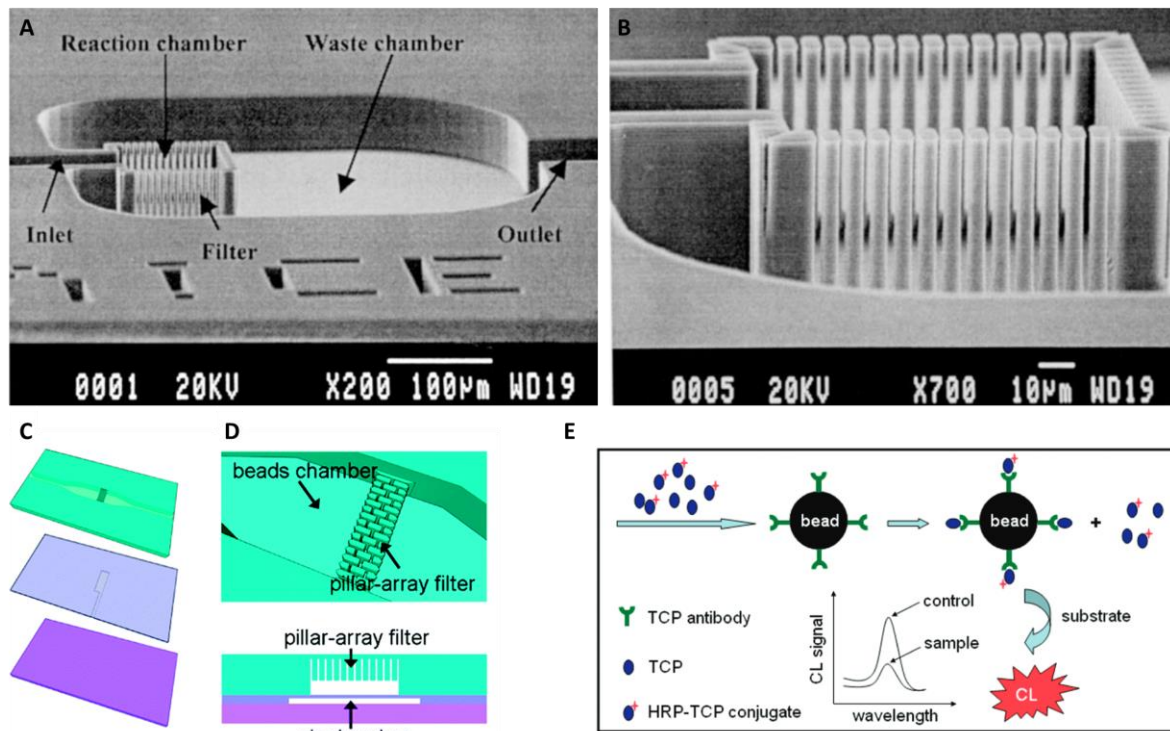 A
Reaction chamber
Waste chamber
Inlet
Filter
Outlet
0001 20KV X200 100µm WD19
B
0005 20KV X700 10µm WD19
C
D
beads chamber
pillar-array filter
pillar-array filter
E
bead
bead
+
TCP antibody
TCP
HRP-TCP conjugate
CL signal
control
sample
wavelength
substrate
CL